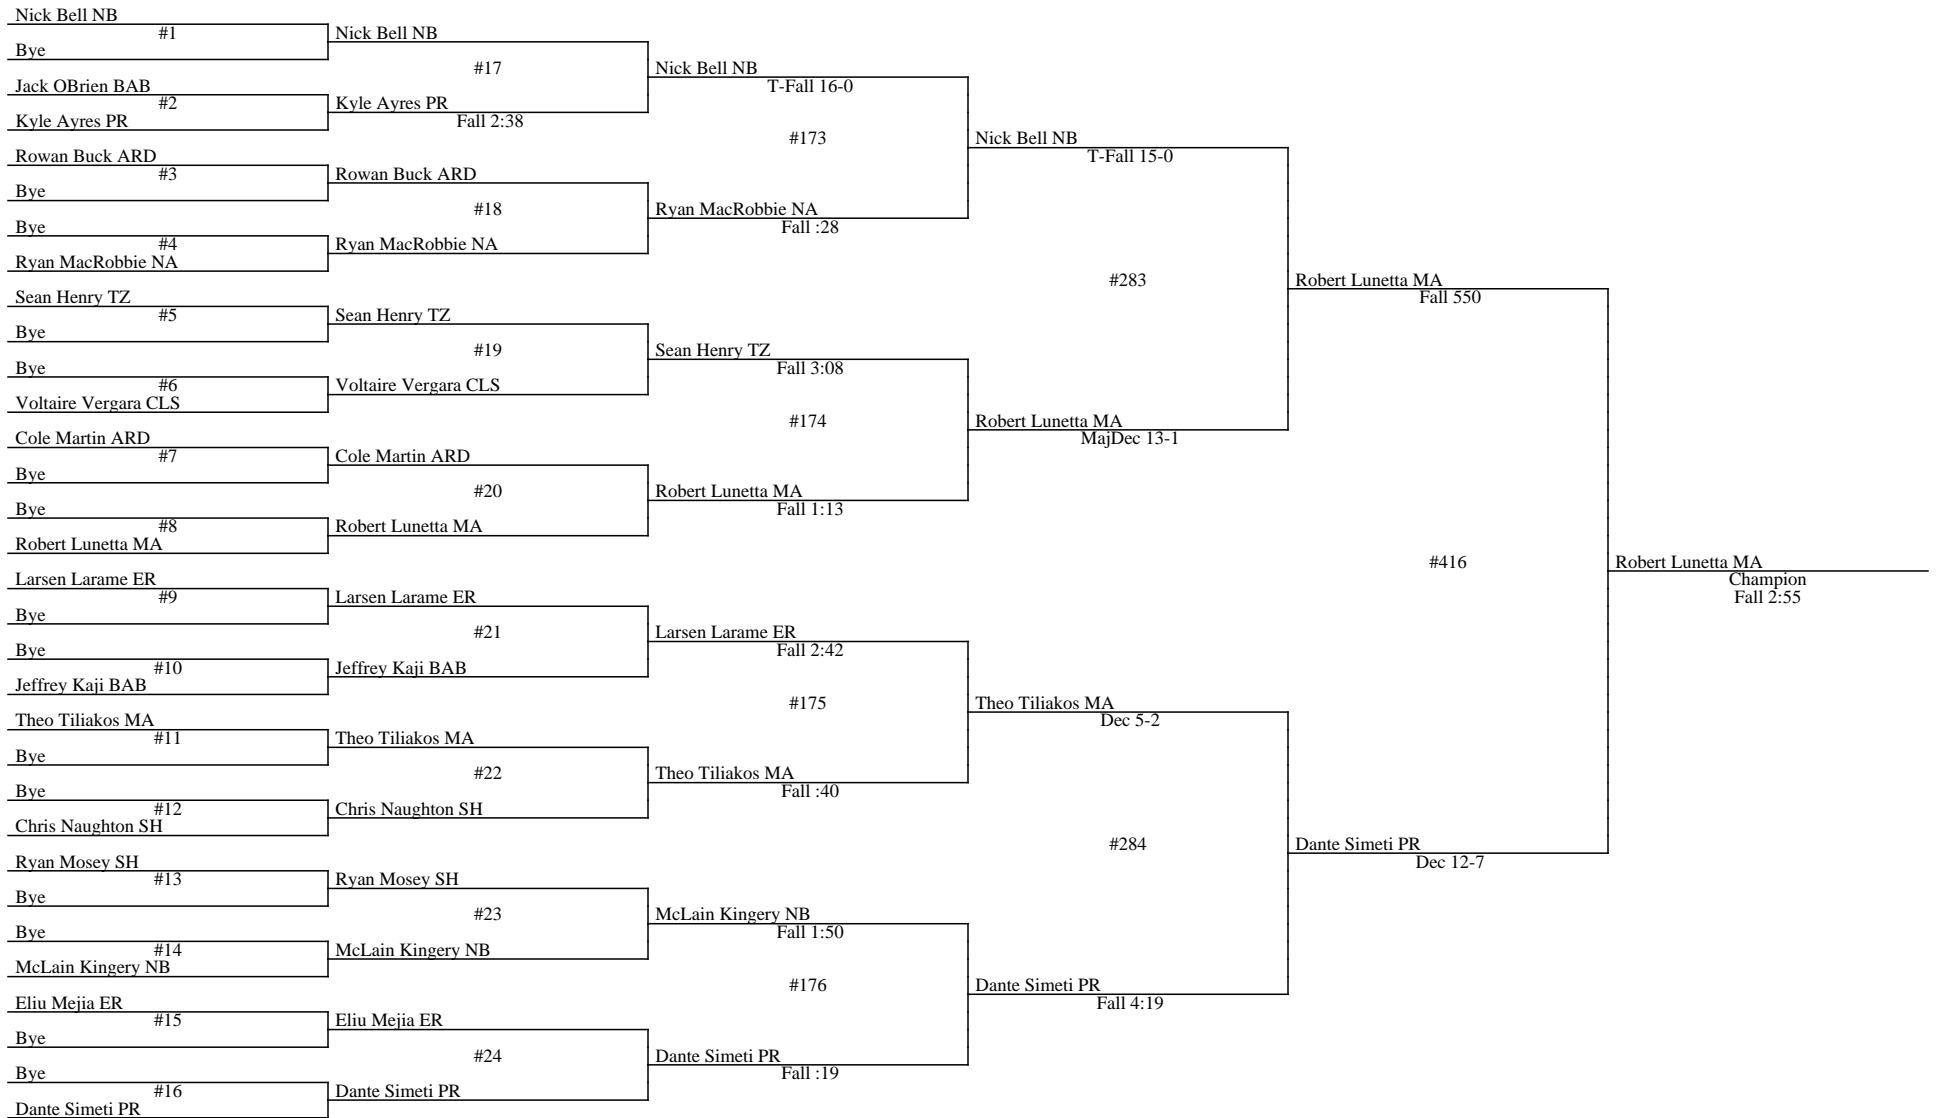 Nick Bell NB
#1
Bye
Nick Bell NB
#17
Jack OBrien BAB
#2
Kyle Ayres PR
Kyle Ayres PR
Fall 2:38
Nick Bell NB
T-Fall 16-0
#173
Rowan Buck ARD
#3
Bye
Rowan Buck ARD
#18
Bye
#4
Ryan MacRobbie NA
Ryan MacRobbie NA
Ryan MacRobbie NA
Fall :28
Nick Bell NB
T-Fall 15-0
#283
Sean Henry TZ
#5
Bye
Sean Henry TZ
#19
Bye
#6
Voltaire Vergara CLS
Voltaire Vergara CLS
Sean Henry TZ
Fall 3:08
#174
Cole Martin ARD
#7
Bye
Cole Martin ARD
#20
Bye
#8
Robert Lunetta MA
Robert Lunetta MA
Robert Lunetta MA
Fall 1:13
Robert Lunetta MA
MajDec 13-1
Robert Lunetta MA
Fall 550
#416
Robert Lunetta MA
Champion
Fall 2:55
Larsen Larame ER
#9
Bye
Larsen Larame ER
#21
Bye
#10
Jeffrey Kaji BAB
Jeffrey Kaji BAB
Larsen Larame ER
Fall 2:42
#175
Theo Tiliakos MA
#11
Bye
Theo Tiliakos MA
#22
Bye
#12
Chris Naughton SH
Chris Naughton SH
Theo Tiliakos MA
Fall :40
Theo Tiliakos MA
Dec 5-2
#284
Ryan Mosey SH
#13
Bye
Ryan Mosey SH
#23
Bye
#14
McLain Kingery NB
McLain Kingery NB
McLain Kingery NB
Fall 1:50
#176
Eliu Mejia ER
#15
Bye
Eliu Mejia ER
#24
Bye
#16
Dante Simeti PR
Dante Simeti PR
Dante Simeti PR
Fall :19
Dante Simeti PR
Fall 4:19
Dante Simeti PR
Dec 12-7